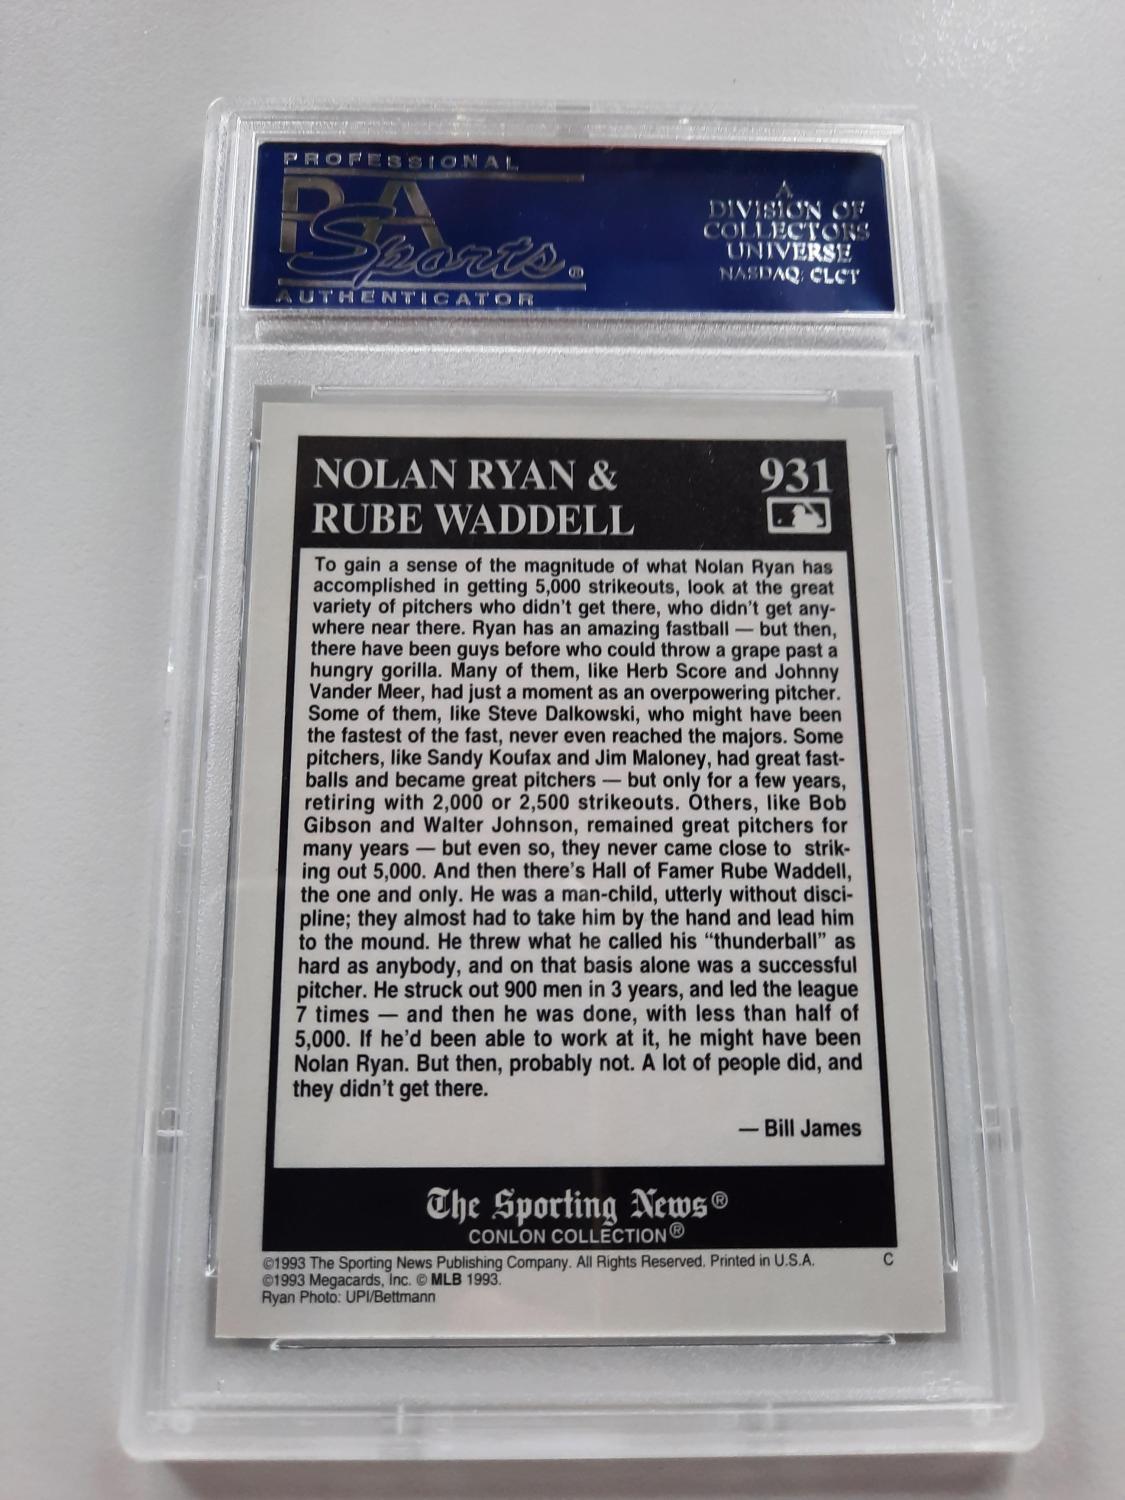 PROFESSIONAL
PSA
Sports®
AUTHENTICATOR
A
DIVISION OF
COLLECTORS
UNIVERSE
NASDAQ: CLCT
NOLAN RYAN &
RUBE WADDELL
931
To gain a sense of the magnitude of what Nolan Ryan has
accomplished in getting 5,000 strikeouts, look at the great
variety of pitchers who didn't get there, who didn't get any-
where near there. Ryan has an amazing fastball — but then,
there have been guys before who could throw a grape past a
hungry gorilla. Many of them, like Herb Score and Johnny
Vander Meer, had just a moment as an overpowering pitcher.
Some of them, like Steve Dalkowski, who might have been
the fastest of the fast, never even reached the majors. Some
pitchers, like Sandy Koufax and Jim Maloney, had great fast-
balls and became great pitchers — but only for a few years,
retiring with 2,000 or 2,500 strikeouts. Others, like Bob
Gibson and Walter Johnson, remained great pitchers for
many years — but even so, they never came close to strik-
ing out 5,000. And then there's Hall of Famer Rube Waddell,
the one and only. He was a man-child, utterly without disci-
pline; they almost had to take him by the hand and lead him
to the mound. He threw what he called his “thunderball” as
hard as anybody, and on that basis alone was a successful
pitcher. He struck out 900 men in 3 years, and led the league
7 times — and then he was done, with less than half of
5,000. If he'd been able to work at it, he might have been
Nolan Ryan. But then, probably not. A lot of people did, and
they didn't get there.
— Bill James
The Sporting News®
CONLON COLLECTION®
©1993 The Sporting News Publishing Company. All Rights Reserved. Printed in U.S.A. C
©1993 Megacards, Inc. © MLB 1993.
Ryan Photo: UPI/Bettmann